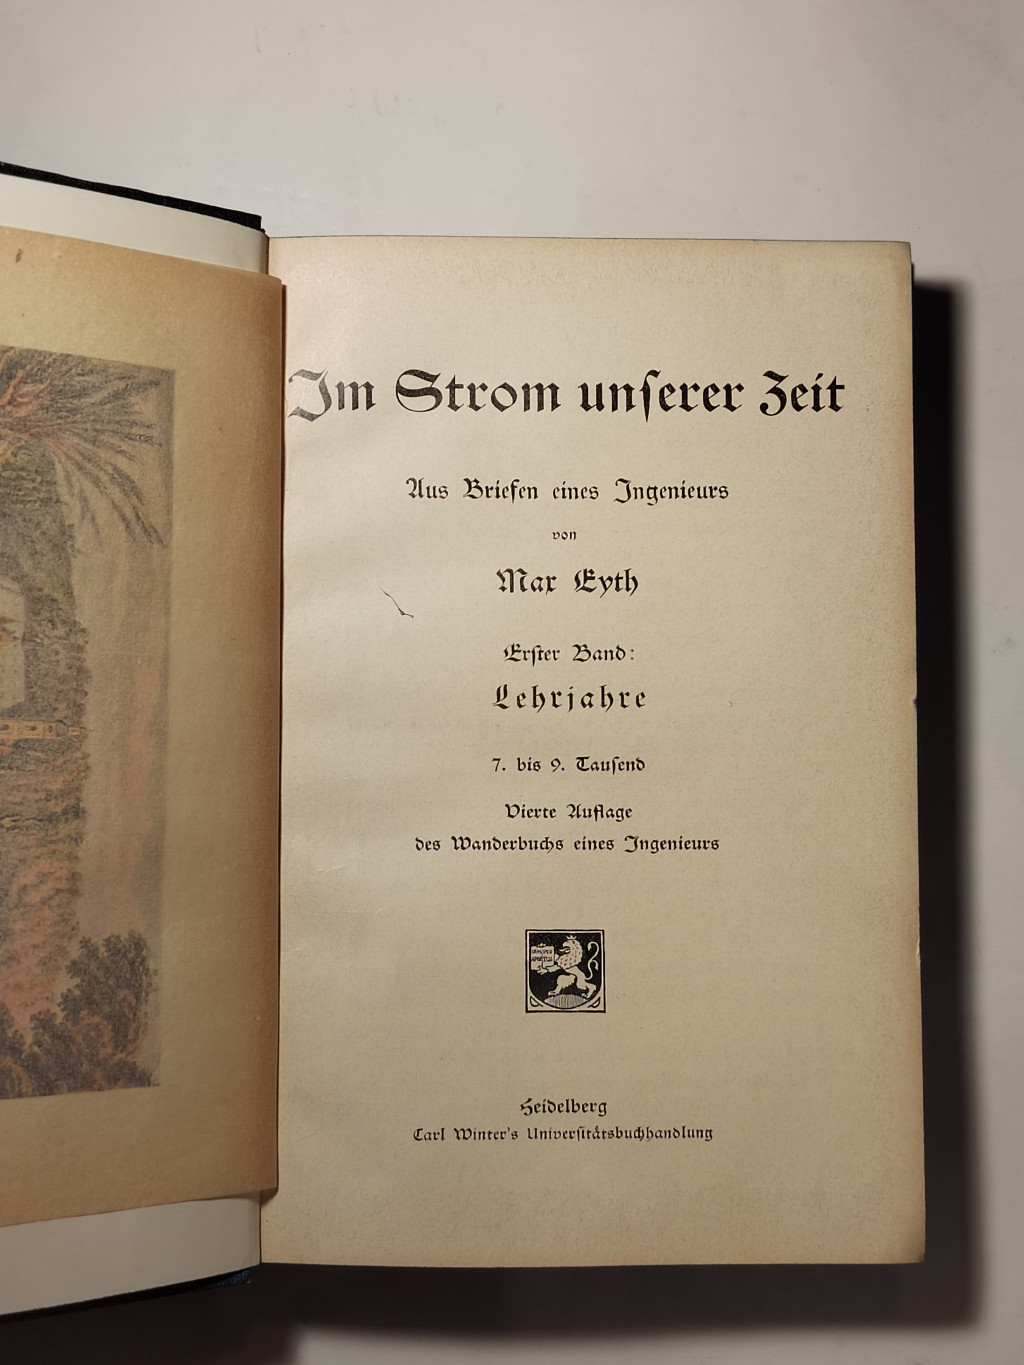 Im Strom unſerer Zeit
Aus Briefen eines Ingenieurs
von
Max Eyth
Erſter Band:
Lehrjahre
7. bis 9. Tauſend
Vierte Auflage
des Wanderbuchs eines Ingenieurs
Heidelberg
Carl Winter's Univerſitätsbuchhandlung